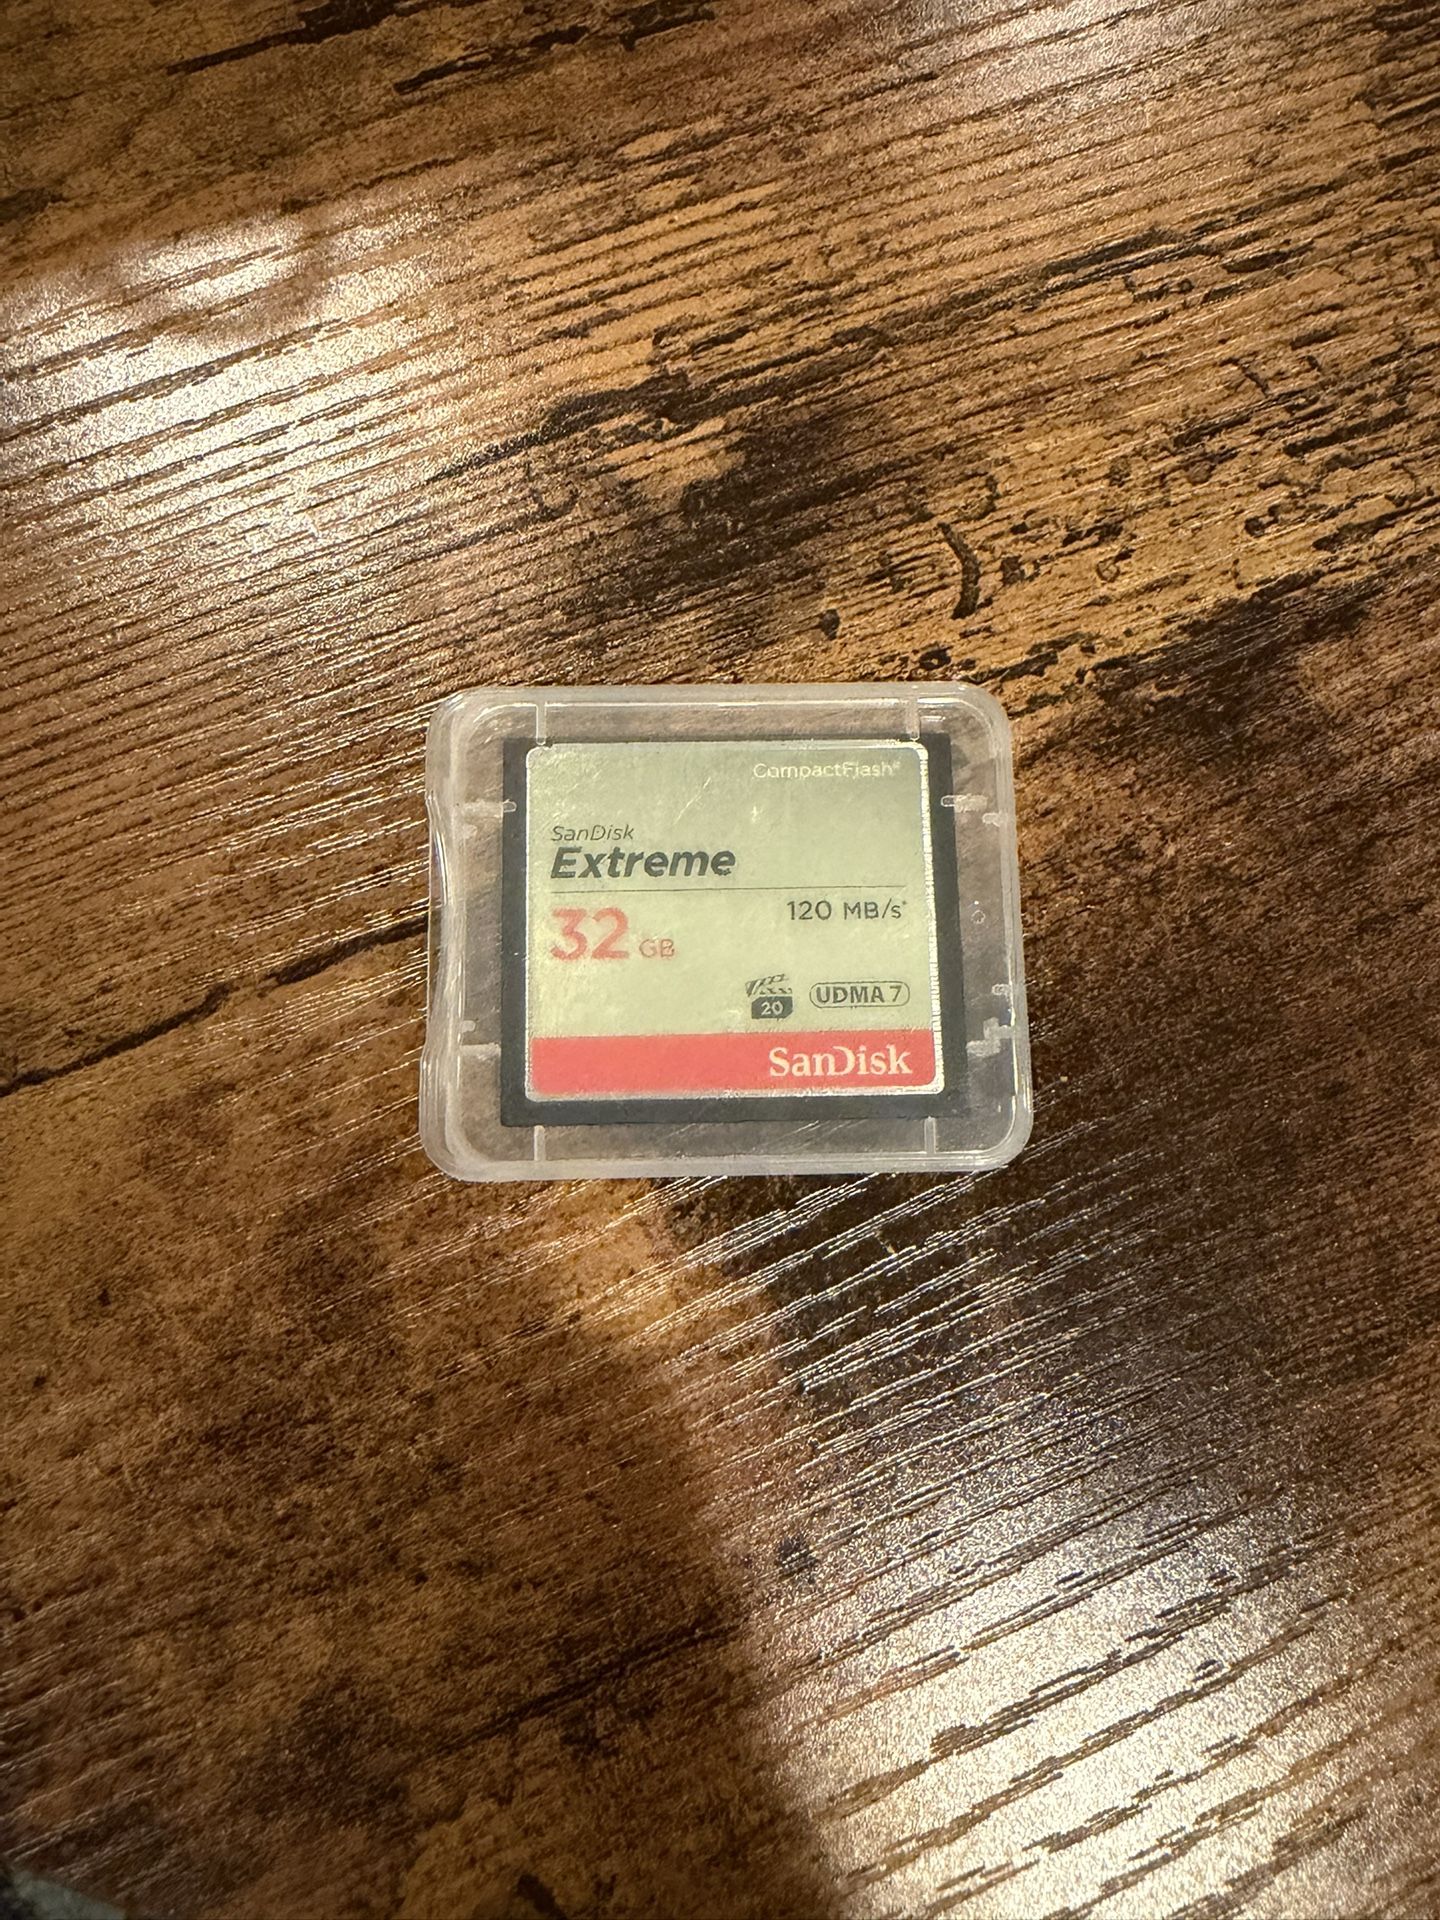 CompactFlash®
SanDisk
Extreme
32 GB
120 MB/s*
20
UDMA 7
SanDisk